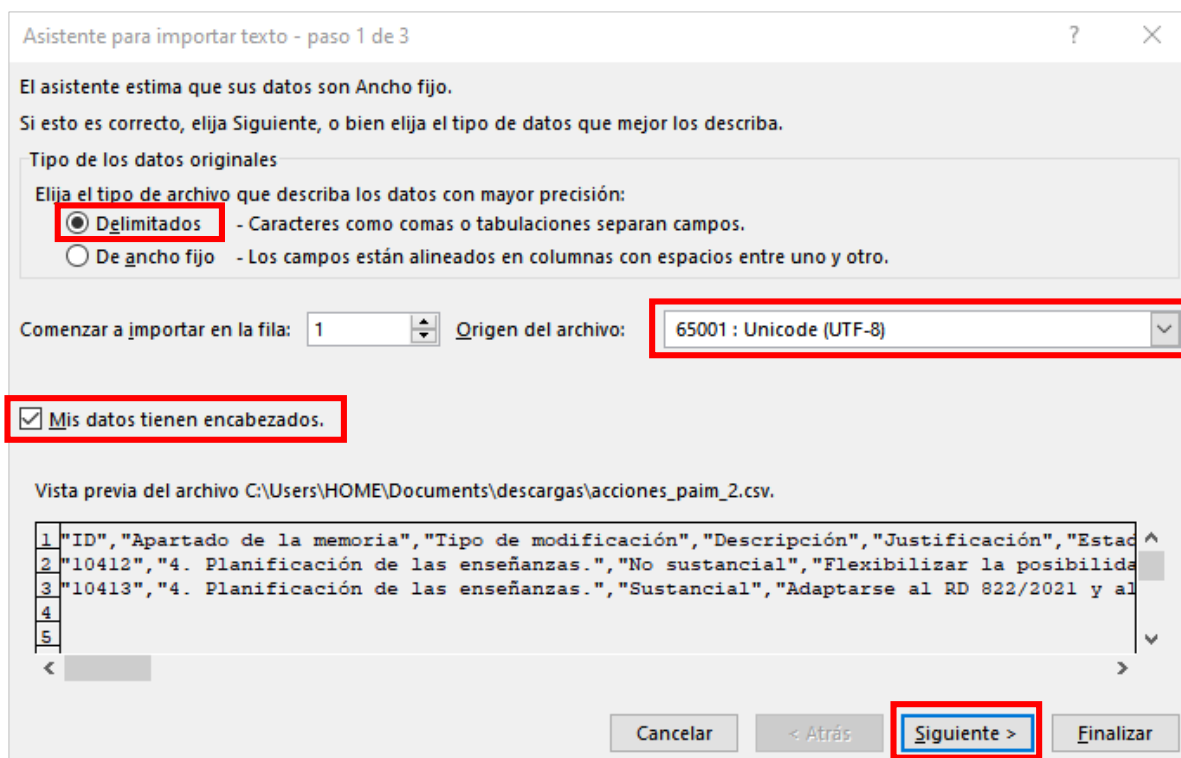 Asistente para importar texto - paso 1 de 3
El asistente estima que sus datos son Ancho fijo.
Si esto es correcto, elija Siguiente, o bien elija el tipo de datos que mejor los describa.
Tipo de los datos originales
Elija el tipo de archivo que describa los datos con mayor precisión:
Delimitados - Caracteres como comas o tabulaciones separan campos.
De ancho fijo - Los campos están alineados en columnas con espacios entre uno y otro.
Comenzar a importar en la fila: 1 Origen del archivo: 65001 : Unicode (UTF-8)
Mis datos tienen encabezados.
Vista previa del archivo C:\Users\HOME\Documents\descargas\acciones_paim_2.csv.
1 "ID","Apartado de la memoria","Tipo de modificación","Descripción","Justificación","Estad
2 "10412","4. Planificación de las enseñanzas.","No sustancial","Flexibilizar la posibilida
3 "10413","4. Planificación de las enseñanzas.","Sustancial","Adaptarse al RD 822/2021 y al
4
5
Cancelar < Atrás Siguiente > Finalizar